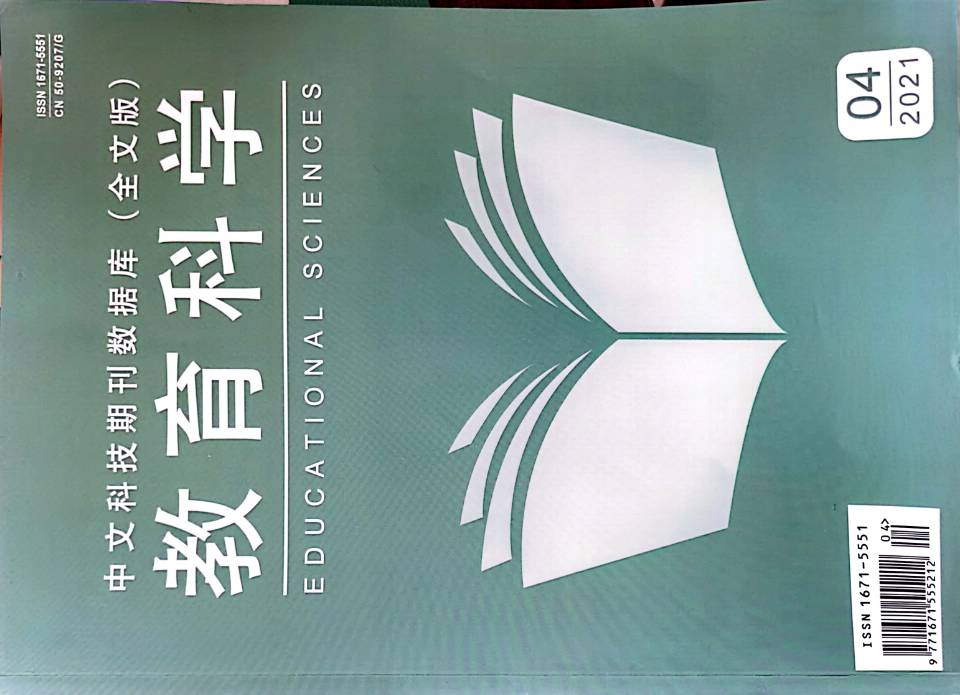 ISSN 1671-5551
CN 50-9207/G
中文科技期刊数据库（全文版）
教育科学
EDUCATIONAL SCIENCES
04
2021
ISSN 1671-5551
04>
9 771671 555212